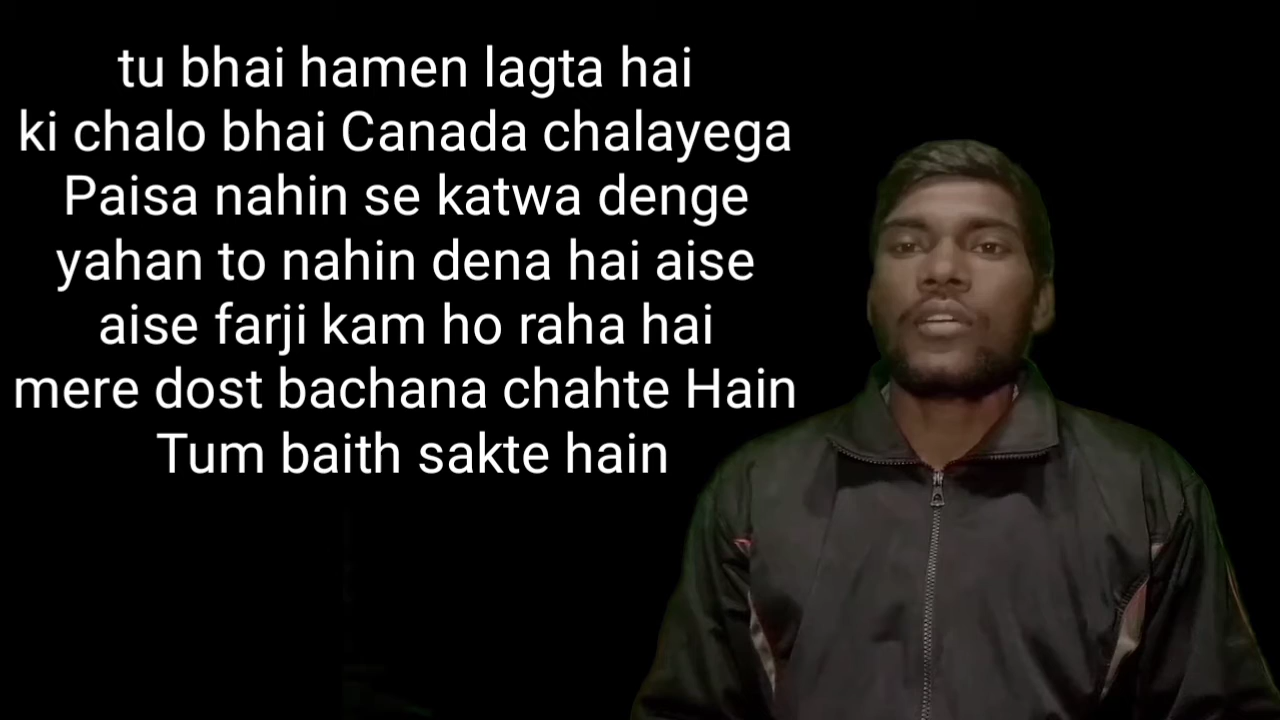 tu bhai hamen lagta hai
ki chalo bhai Canada chalayega
Paisa nahin se katwa denge
yahan to nahin dena hai aise
aise farji kam ho raha hai
mere dost bachana chahte Hain
Tum baith sakte hain